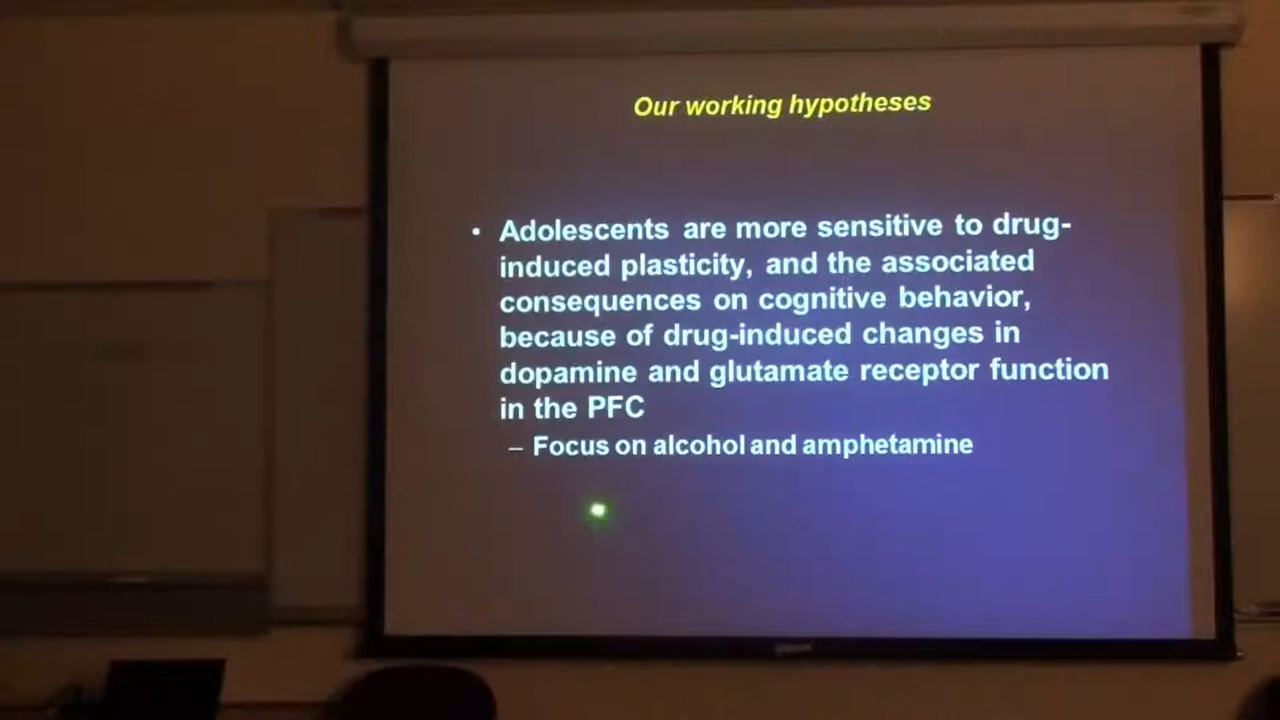 Our working hypotheses
• Adolescents are more sensitive to drug-
induced plasticity, and the associated
consequences on cognitive behavior,
because of drug-induced changes in
dopamine and glutamate receptor function
in the PFC
– Focus on alcohol and amphetamine